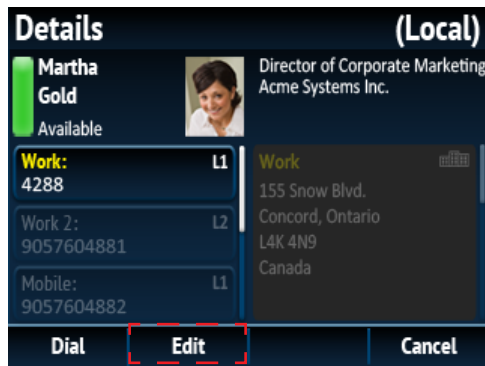 Details (Local)
Martha
Gold
Available
Director of Corporate Marketing
Acme Systems Inc.
Work: L1
4288
Work 2: L2
9057604881
Mobile: L1
9057604882
Work
155 Snow Blvd.
Concord, Ontario
L4K 4N9
Canada
Dial Edit Cancel